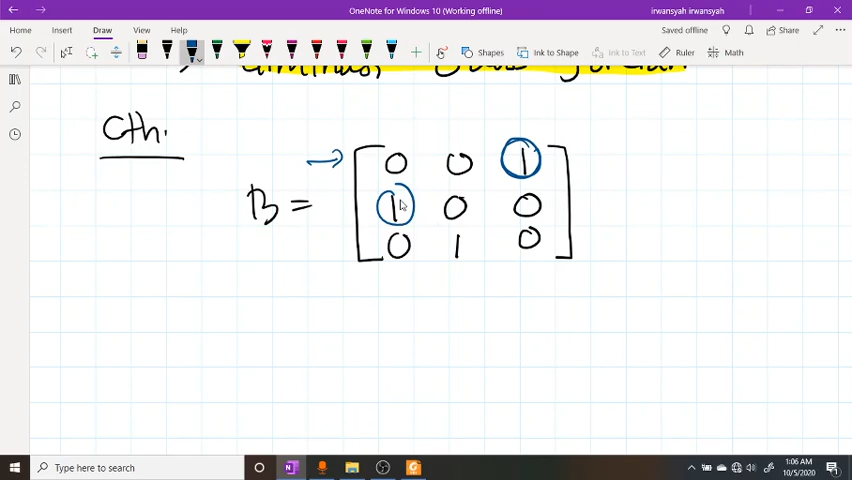 OneNote for Windows 10 (Working offline)
irwansyah irwansyah
Home Insert Draw View Help Saved offline Share
Shapes Ink to Shape Ink to Text Ruler Math
Cth.
B = [ 0 0 1
1 0 0
0 1 0 ]
Type here to search
1:06 AM
10/5/2020